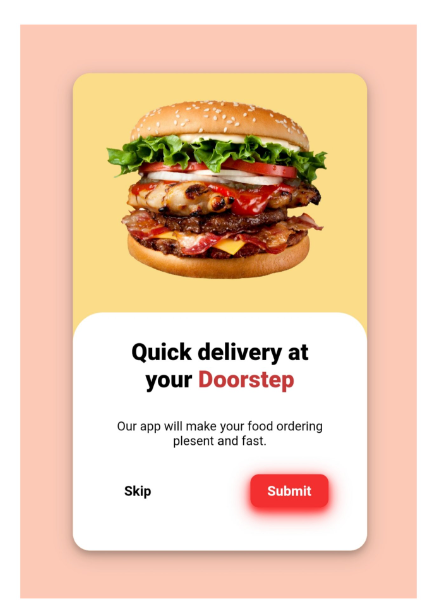 Quick delivery at
your Doorstep
Our app will make your food ordering
plesent and fast.
Skip
Submit